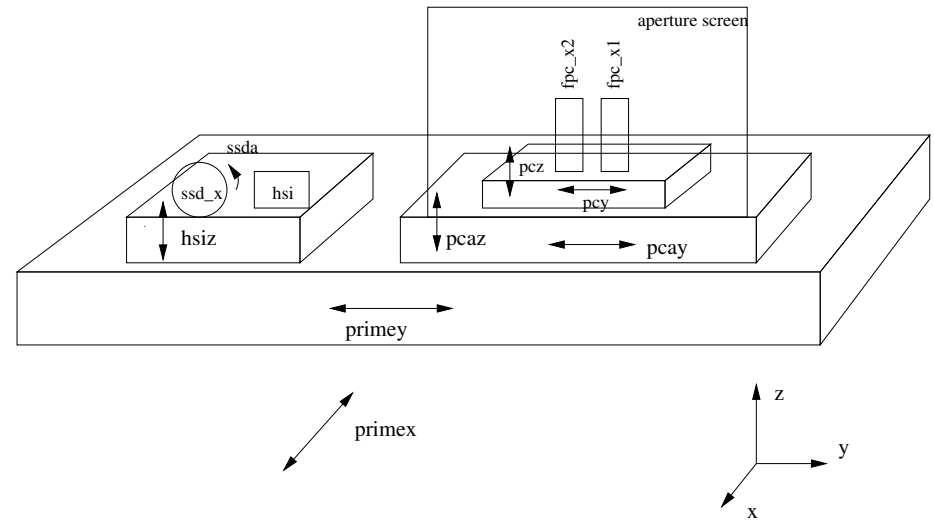 aperture screen
fpc_x2
fpc_x1
ssda
pcz
ssd_x
hsi
pcy
hsiz
pcaz
pcay
primey
primex
z
y
x